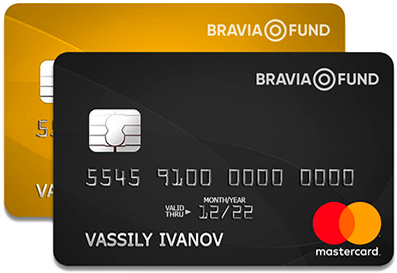 BRAVIA FUND
BRAVIA FUND
5545 9100 0000 0000
MONTH/YEAR
VALID THRU 12/22
VASSILY IVANOV
mastercard.